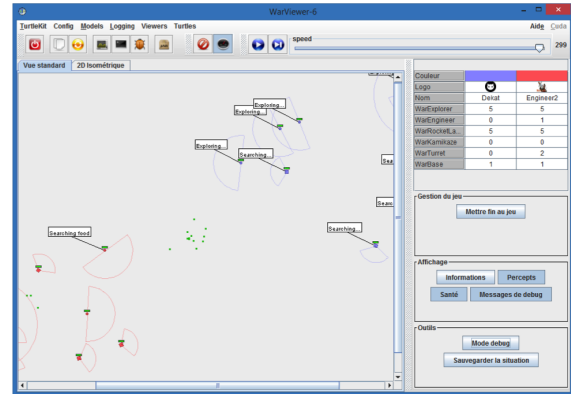 WarViewer-6
TurtleKit Config Models Logging Viewers Turtles Aide Cuda
speed
299
Vue standard 2D Isométrique
Exploring...
Exploring...
Exploring...
Searching...
Searching...
Searching food
Couleur
Logo
Nom Dekat Engineer2
WarExplorer 5 5
WarEngineer 0 1
WarRocketLa... 5 5
WarKamikaze 0 0
WarTurret 0 2
WarBase 1 1
Gestion du jeu
Mettre fin au jeu
Affichage
Informations Percepts
Santé Messages de debug
Outils
Mode debug
Sauvegarder la situation